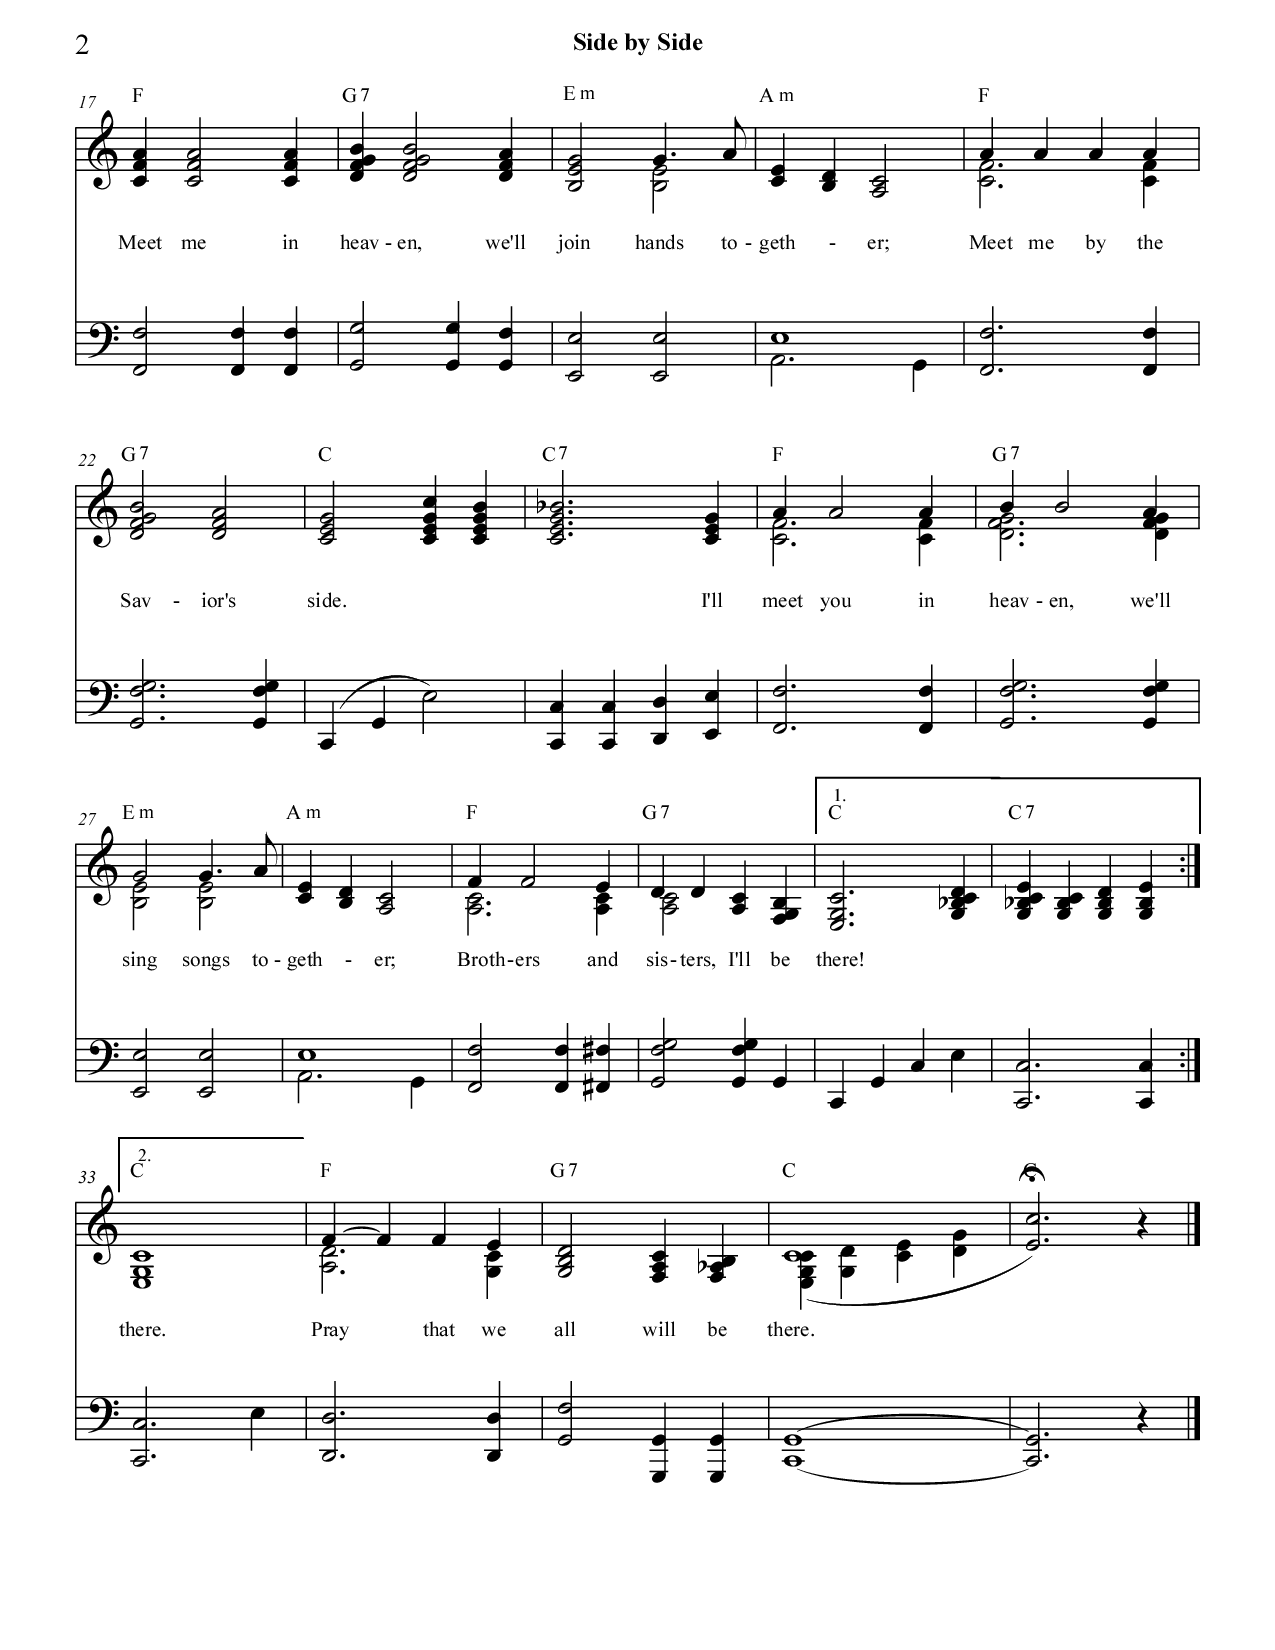 2
Side by Side
17
F G7 Em Am F
Meet me in heav - en, we'll join hands to - geth - er; Meet me by the
22
G7 C C7 F G7
Sav - ior's side. I'll meet you in heav - en, we'll
1.
27
Em Am F G7 C C7
sing songs to - geth - er; Broth - ers and sis - ters, I'll be there!
2.
33
C F G7 C C
there. Pray that we all will be there.